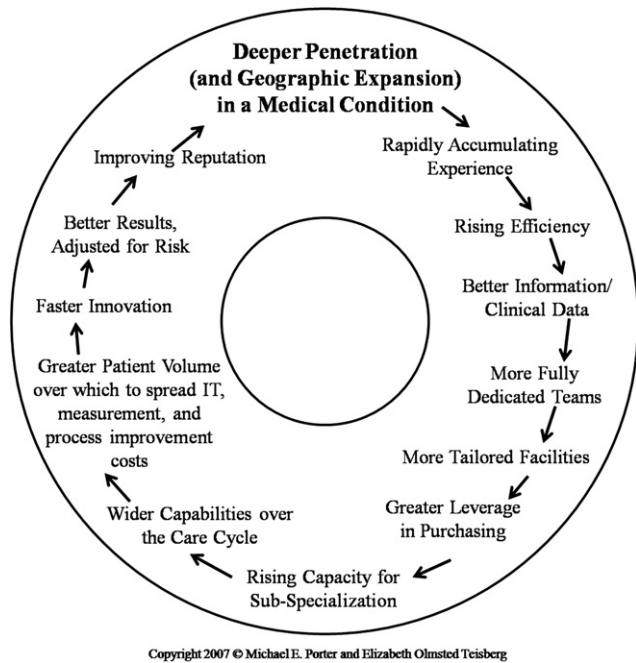 Deeper Penetration
(and Geographic Expansion)
in a Medical Condition
Rapidly Accumulating
Experience
Rising Efficiency
Better Information/
Clinical Data
More Fully
Dedicated Teams
More Tailored Facilities
Greater Leverage
in Purchasing
Rising Capacity for
Sub-Specialization
Wider Capabilities over
the Care Cycle
Greater Patient Volume
over which to spread IT,
measurement, and
process improvement
costs
Faster Innovation
Better Results,
Adjusted for Risk
Improving Reputation
Copyright 2007 © Michael E. Porter and Elizabeth Olmsted Teisberg